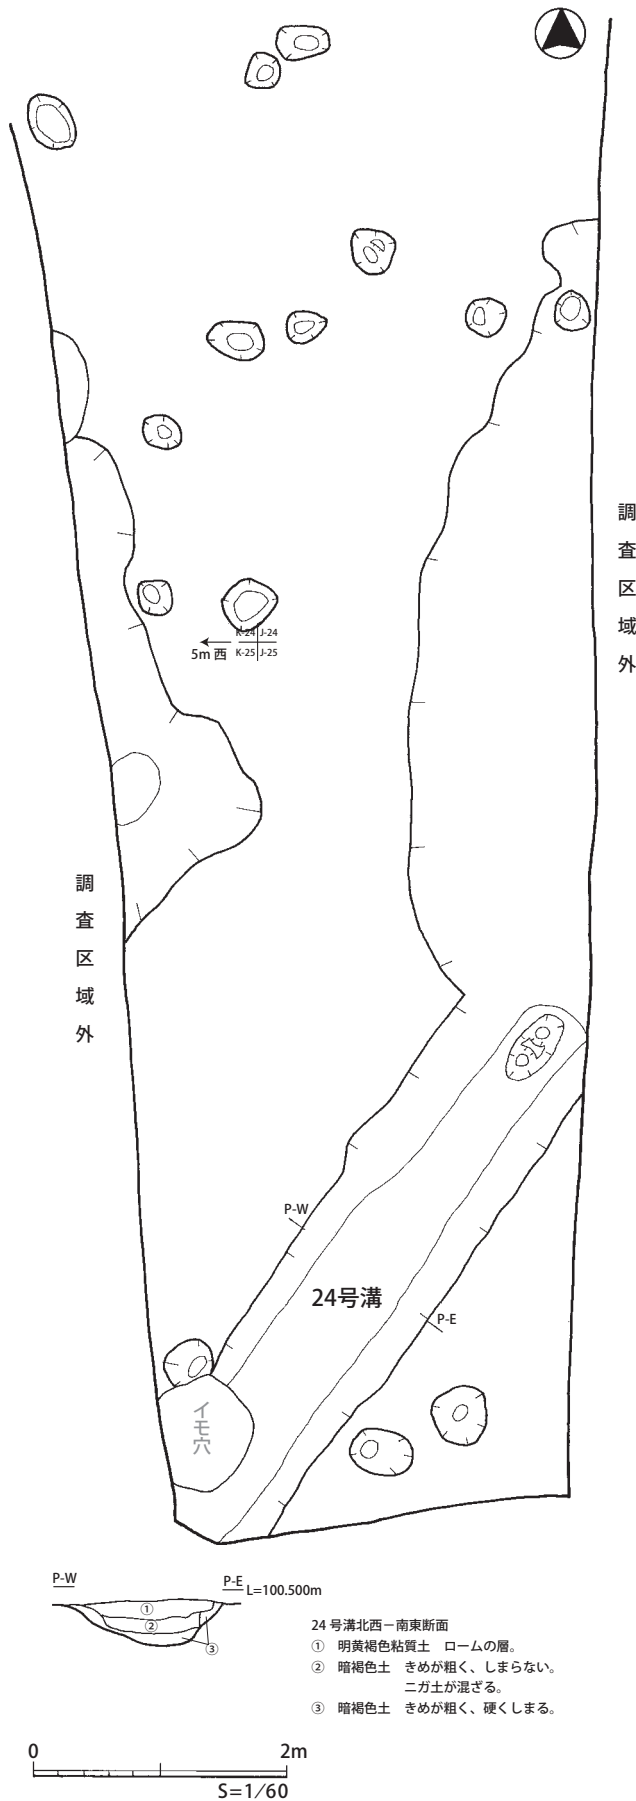 調査区域外
K-24 J-24
5m 西 K-25 J-25
調査区域外
P-W
24号溝
P-E
イモ穴
P-W P-E L=100.500m
①
②
③
24 号溝北西－南東断面
① 明黄褐色粘質土 ロームの層。
② 暗褐色土 きめが粗く、しまらない。
ニガ土が混ざる。
③ 暗褐色土 きめが粗く、硬くしまる。
0 2m
S=1/60